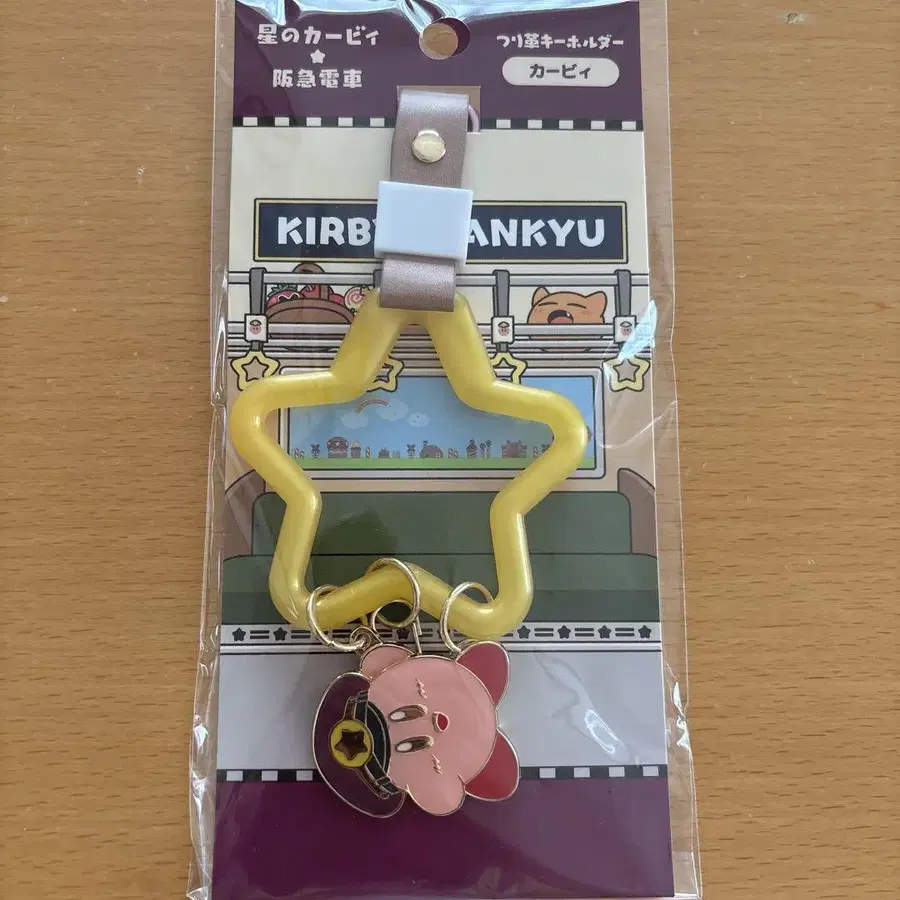 星のカービィ
★
阪急電車
つり革キーホルダー
カービィ
KIRBY ANKYU